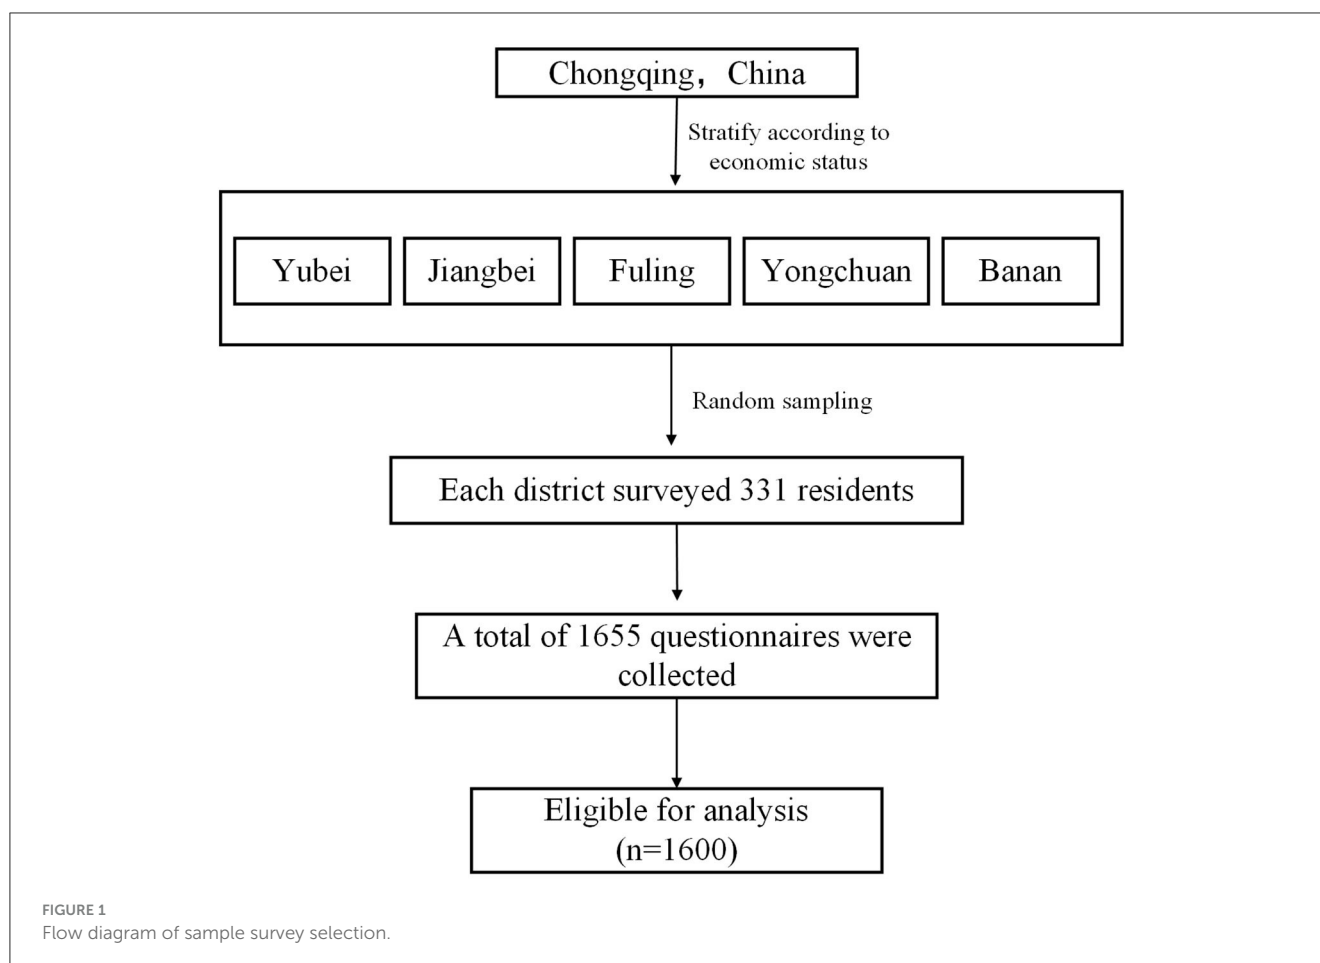 Chongqing，China
Stratify according to
economic status
Yubei
Jiangbei
Fuling
Yongchuan
Banan
Random sampling
Each district surveyed 331 residents
A total of 1655 questionnaires were
collected
Eligible for analysis
(n=1600)
FIGURE 1
Flow diagram of sample survey selection.